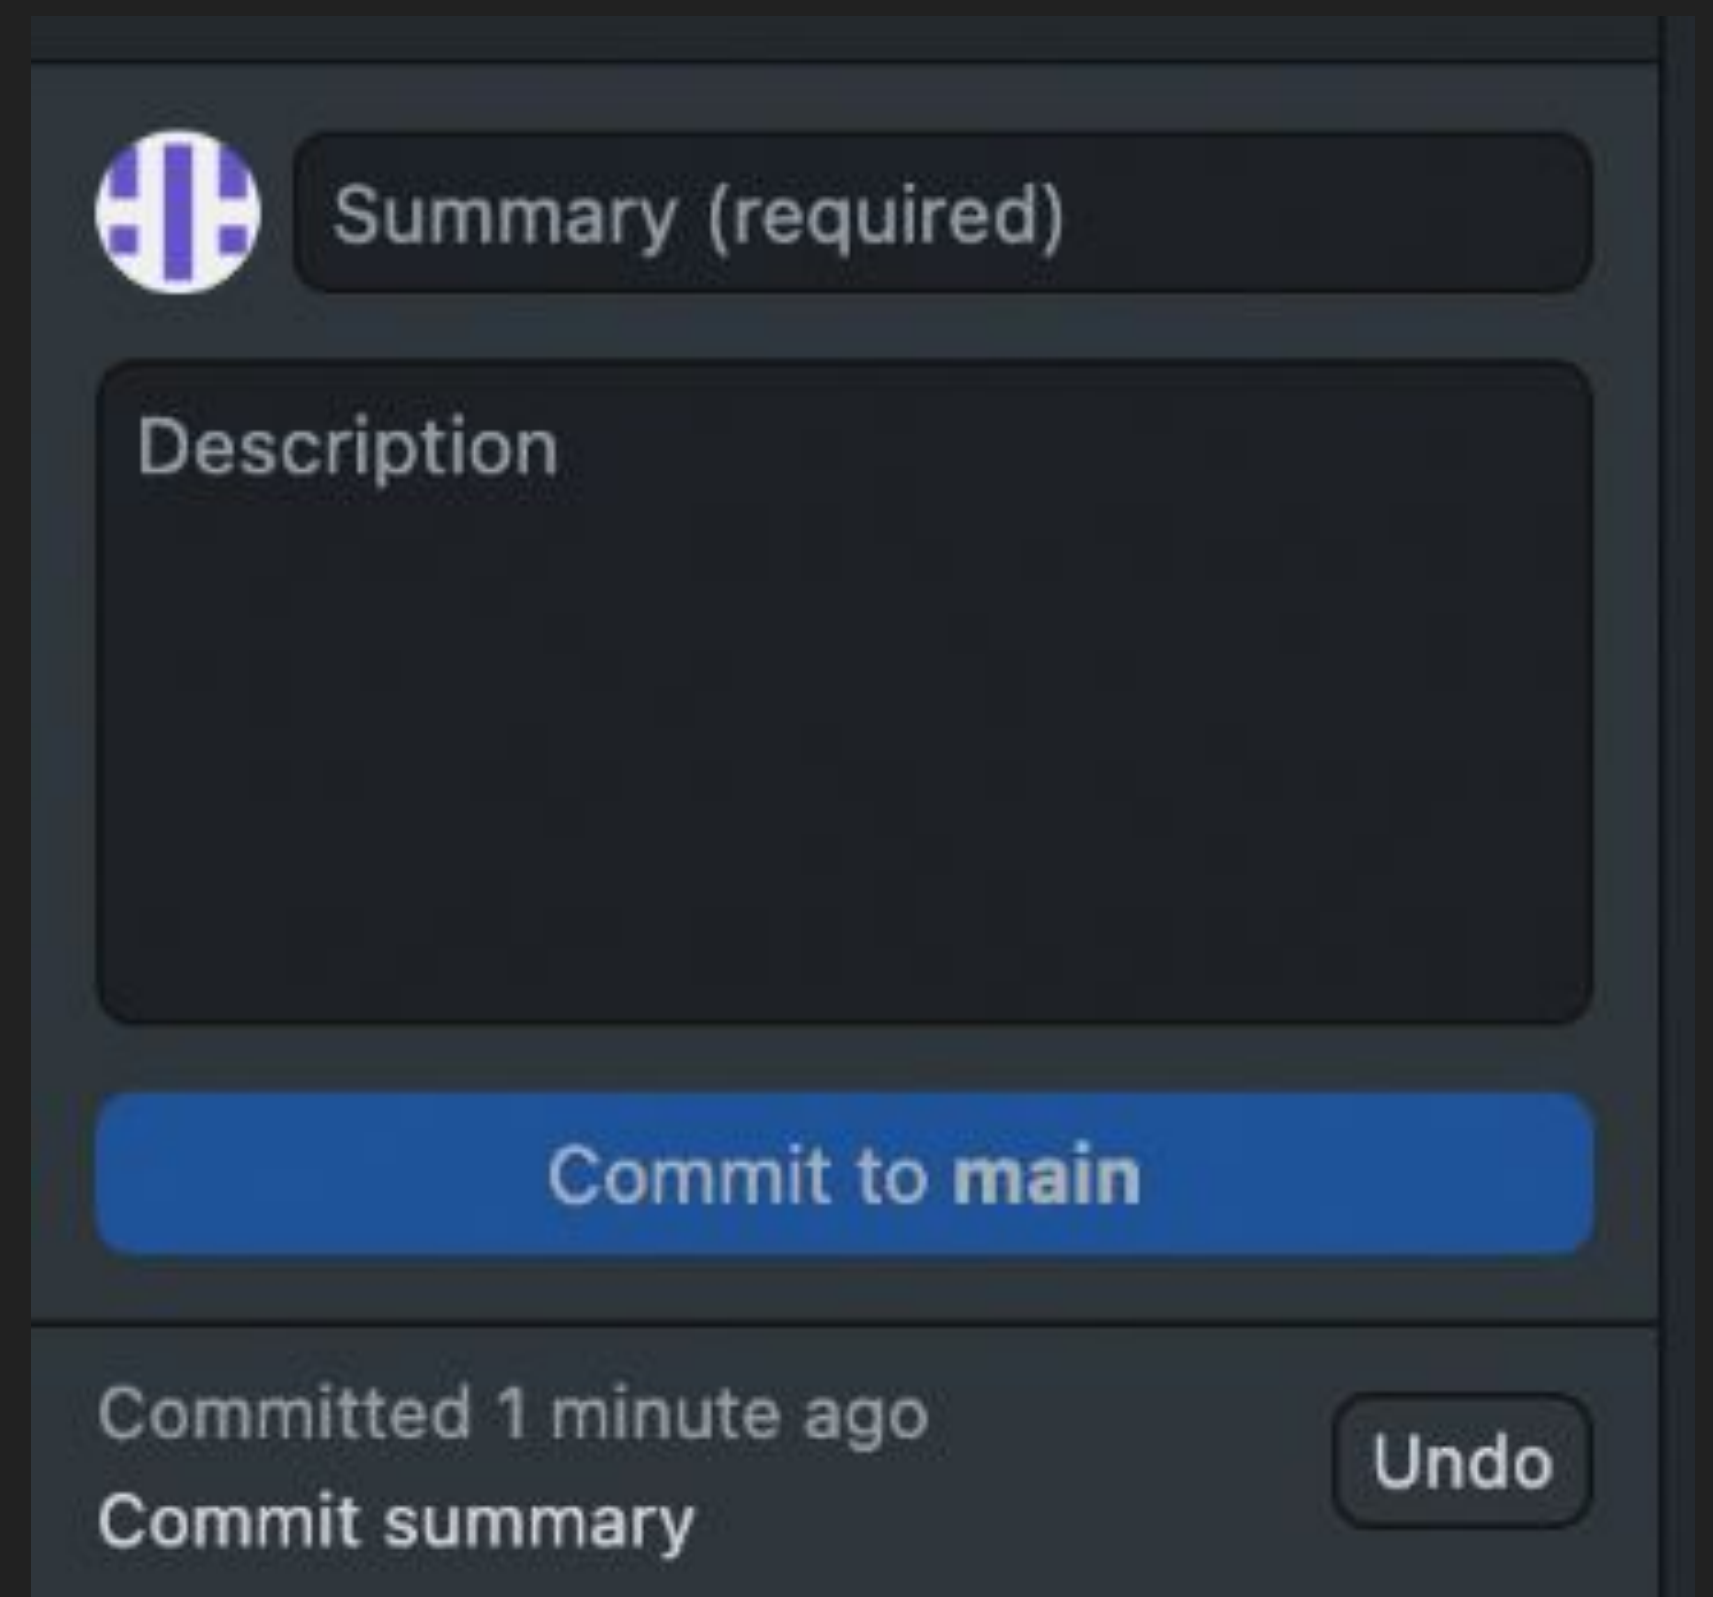 Summary (required)
Description
Commit to main
Committed 1 minute ago
Undo
Commit summary